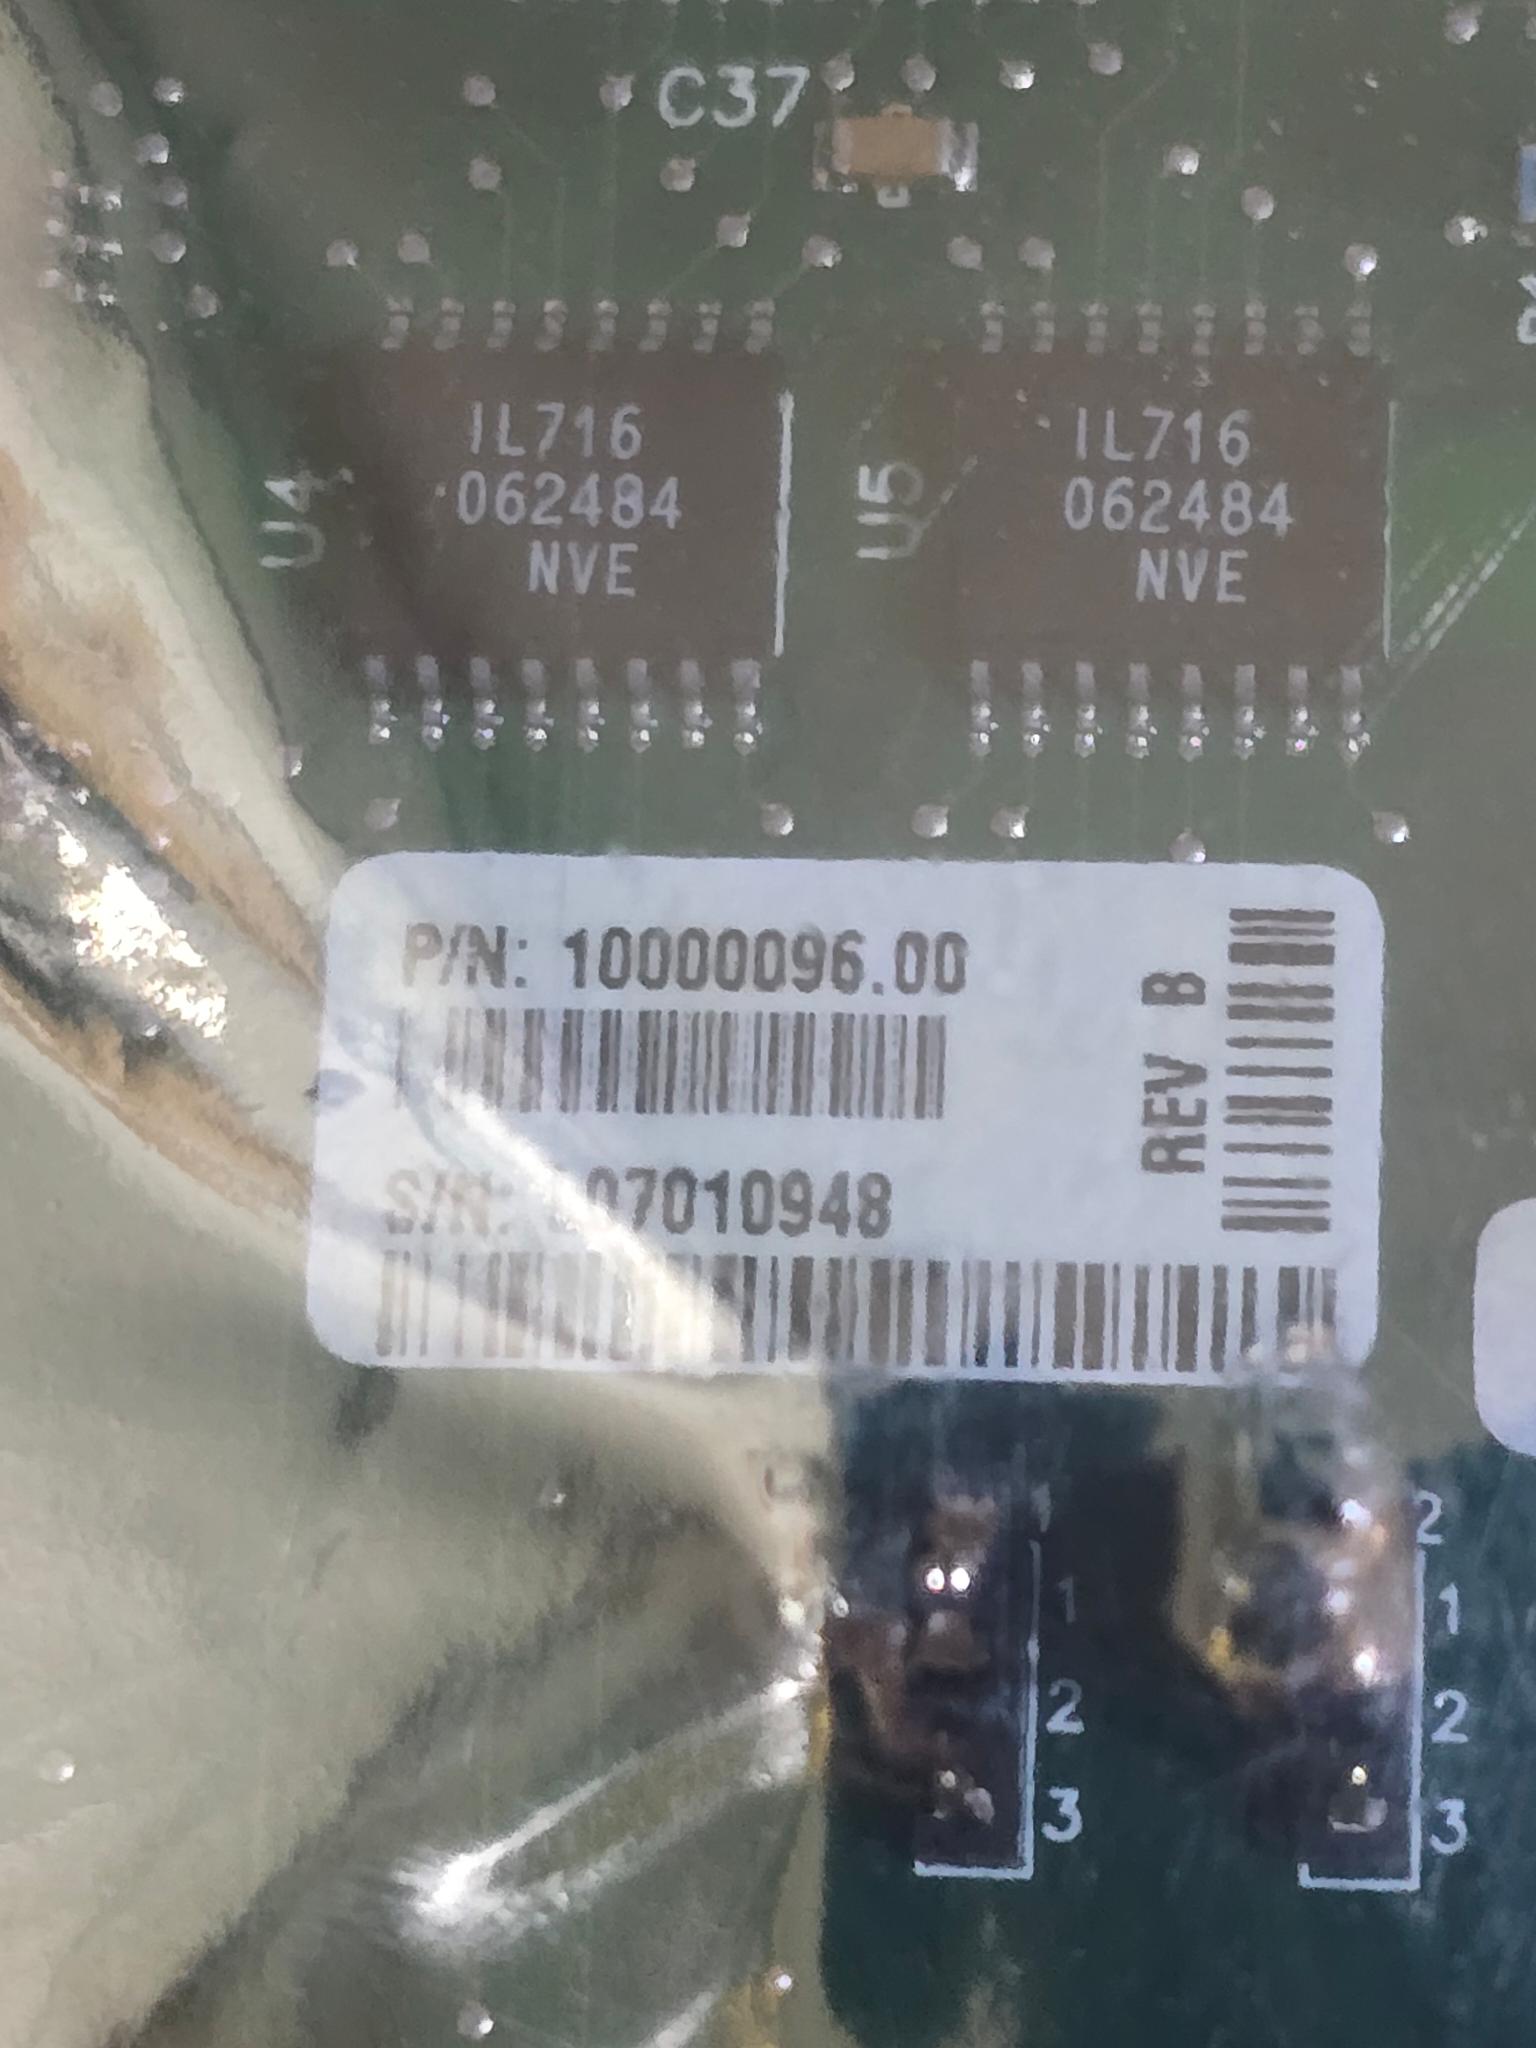 C37
U4
IL716
062484
NVE
U5
IL716
062484
NVE
P/N: 10000096.00
REV B
S/N:
1
1
2
3
2
1
2
3